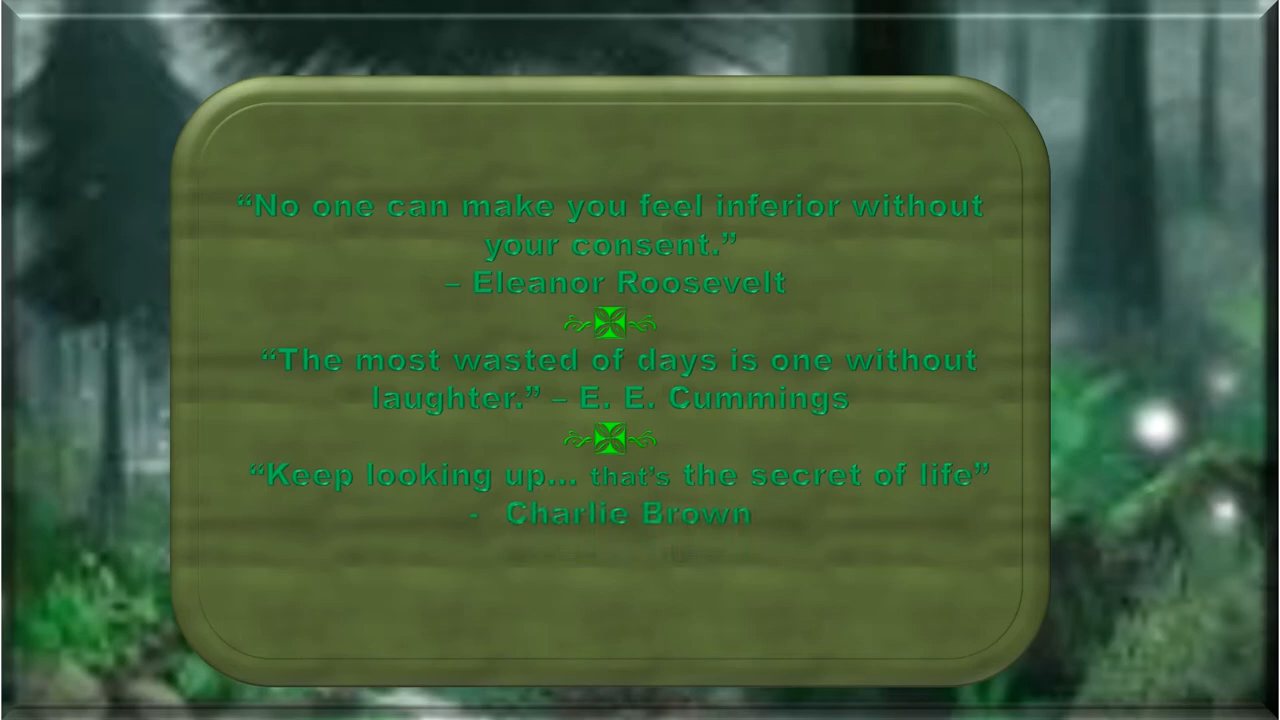 “No one can make you feel inferior without
your consent.”
– Eleanor Roosevelt
“The most wasted of days is one without
laughter.” – E. E. Cummings
“Keep looking up… that’s the secret of life”
- Charlie Brown